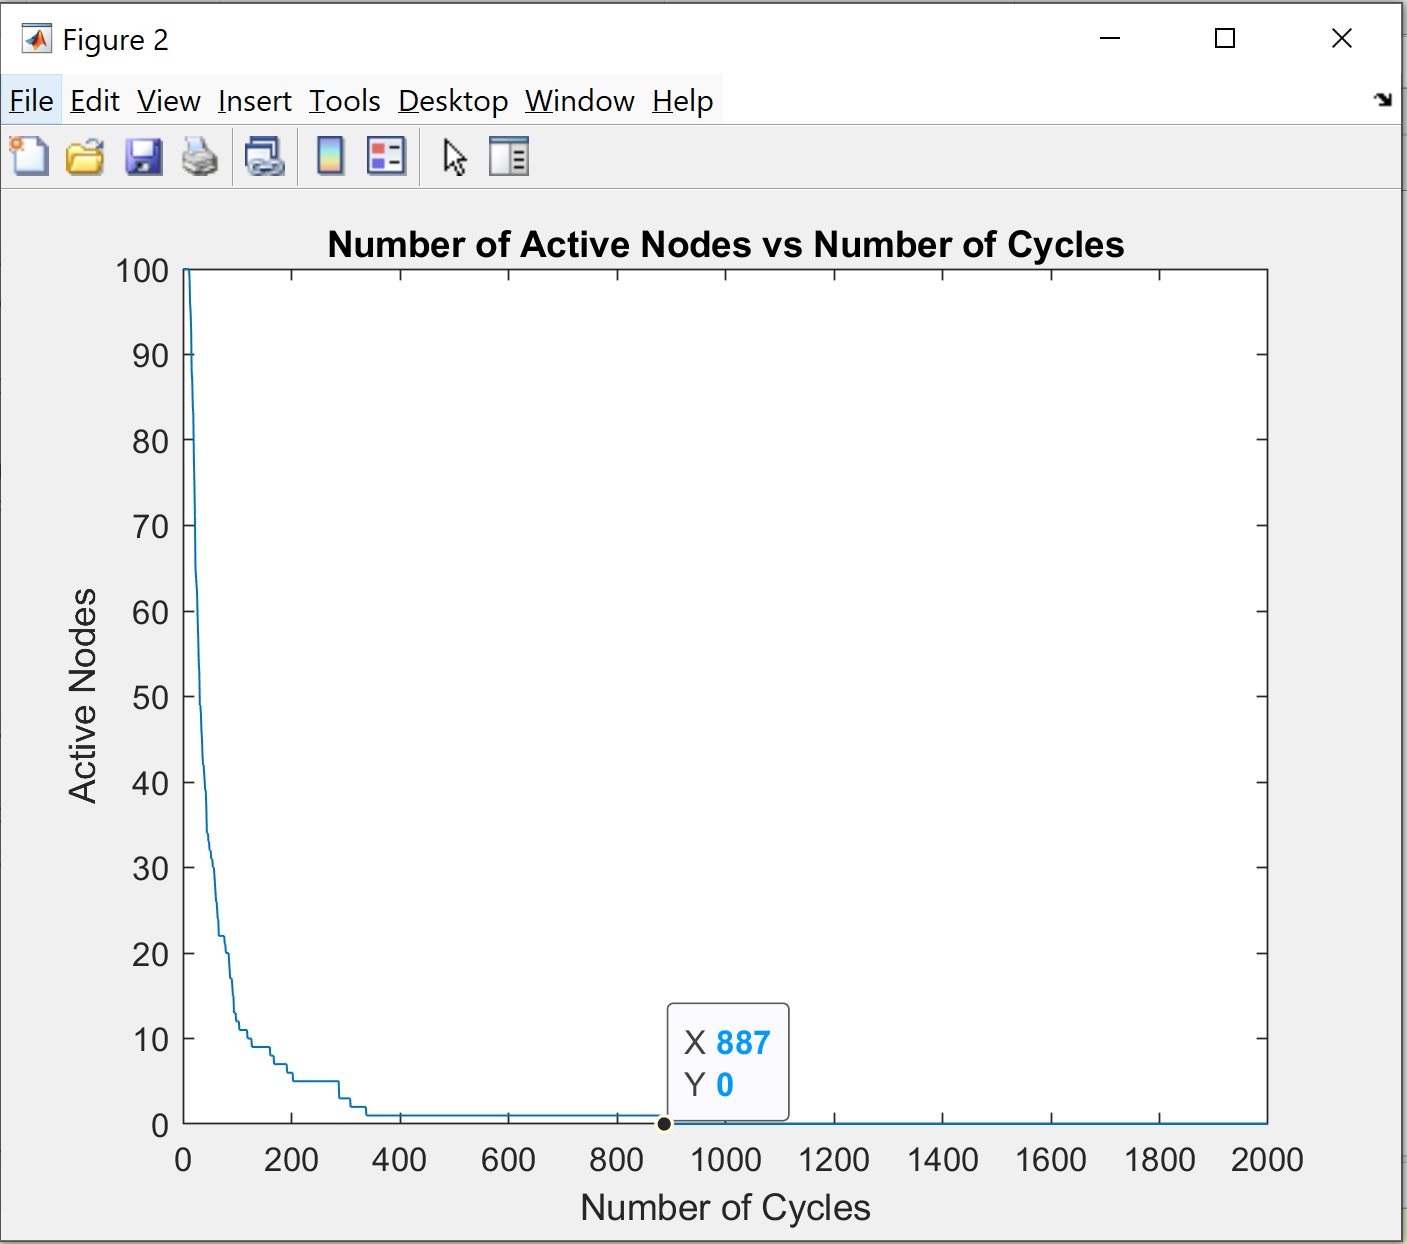 Figure 2
File Edit View Insert Tools Desktop Window Help
Number of Active Nodes vs Number of Cycles
100
90
80
70
60
50
40
30
20
10
0
Active Nodes
X 887
Y 0
0 200 400 600 800 1000 1200 1400 1600 1800 2000
Number of Cycles